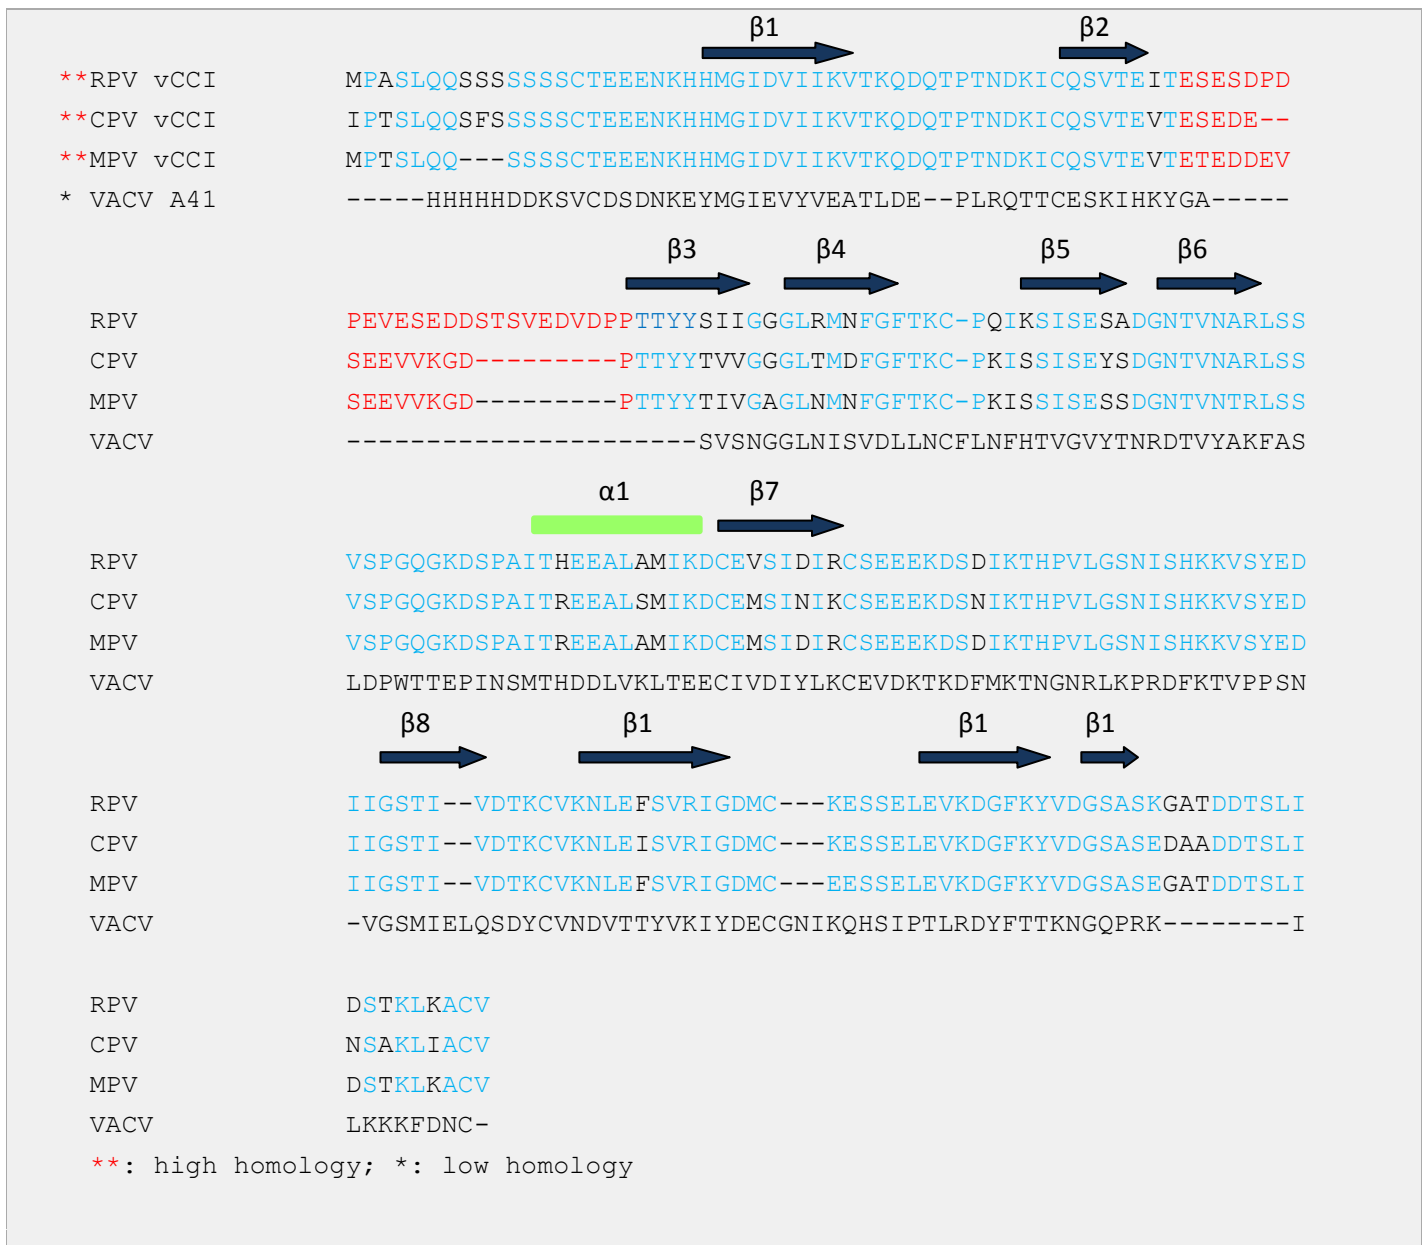 β1 β2
**RPV vCCI MPASLQQSSSSSSSCTEEENKHHMGIDVIIKVTKQDQTPTNDKICQSVTEITESESDPD
**CPV vCCI IPTSLQQSFSSSSSCTEEENKHHMGIDVIIKVTKQDQTPTNDKICQSVTEVTESEDE--
**MPV vCCI MPTSLQQ---SSSSCTEEENKHHMGIDVIIKVTKQDQTPTNDKICQSVTEVTETEDDEV
* VACV A41 -----HHHHHDDKSVCDSDNKEYMGIEVYVEATLDE--PLRQTTCESKIHKYGA-----
β3 β4 β5 β6
RPV PEVESEDDSTSVEDVDPPTTYYSIIGGGLRMNFGFTKC-PQIKSISESADGNTVNARLSS
CPV SEEVVKGD---------PTTYYTVVGGGLTMDFGFTKC-PKISSISEYSDGNTVNARLSS
MPV SEEVVKGD---------PTTYYTIVGAGLNMNFGFTKC-PKISSISESSDGNTVNTRLSS
VACV ----------------------SVSNGGLNISVDLLNCFLNFHTVGVYTNRDTVYAKFAS
α1 β7
RPV VSPGQGKDSPAITHEEALAMIKDCEVSIDIRCSEEEKDSDIKTHPVLGSNISHKKVSYED
CPV VSPGQGKDSPAITREEALSMIKDCEMSINIKCSEEEKDSNIKTHPVLGSNISHKKVSYED
MPV VSPGQGKDSPAITREEALAMIKDCEMSIDIRCSEEEKDSDIKTHPVLGSNISHKKVSYED
VACV LDPWTTEPINSMTHDDLVKLTEECIVDIYLKCEVDKTKDFMKTNGNRLKPRDFKTVPPSN
β8 β1 β1 β1
RPV IIGSTI--VDTKCVKNLEFSVRIGDMC---KESSELEVKDGFKYVDGSASKGATDDTSLI
CPV IIGSTI--VDTKCVKNLEISVRIGDMC---KESSELEVKDGFKYVDGSASEDAADDTSLI
MPV IIGSTI--VDTKCVKNLEFSVRIGDMC---EESSELEVKDGFKYVDGSASEGATDDTSLI
VACV -VGSMIELQSDYCVNDVTTYVKIYDECGNIKQHSIPTLRDYFTTKNGQPRK--------I
RPV DSTKLKACV
CPV NSAKLIACV
MPV DSTKLKACV
VACV LKKKFDNC-
**: high homology; *: low homology